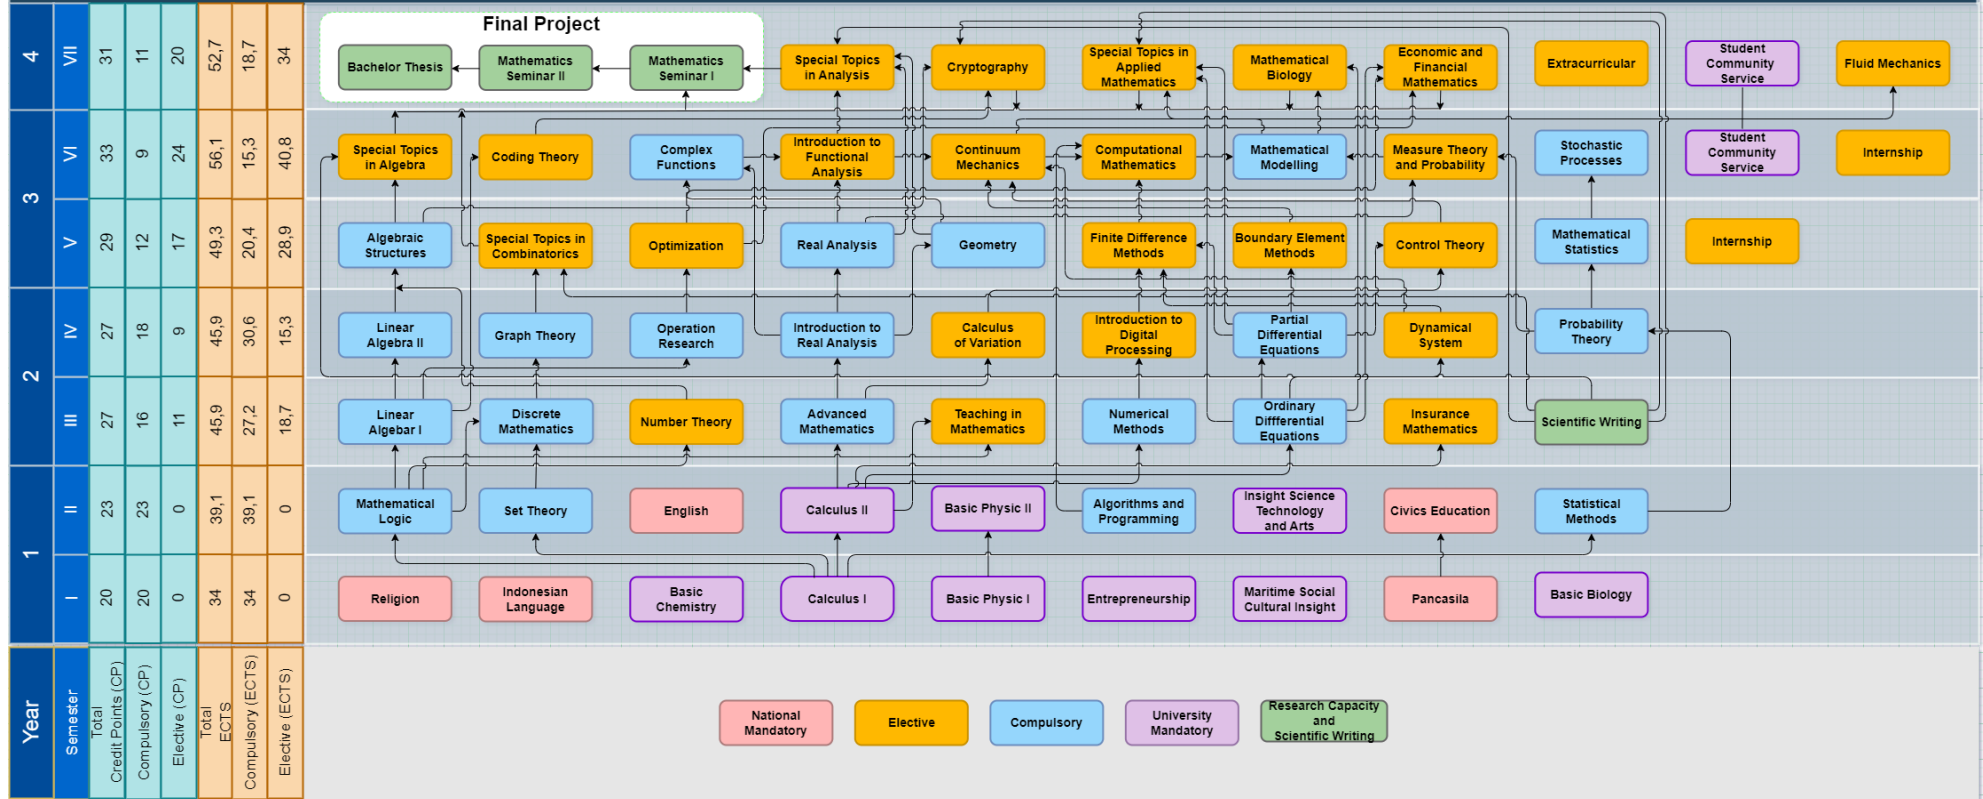 Final Project
4
VII
31
11
20
52,7
18,7
34
Bachelor Thesis
Mathematics
Seminar II
Mathematics
Seminar I
Special Topics
in Analysis
Cryptography
Special Topics in
Applied
Mathematics
Mathematical
Biology
Economic and
Financial
Mathematics
Extracurricular
Student
Community
Service
Fluid Mechanics
3
VI
33
9
24
56,1
15,3
40,8
Special Topics
in Algebra
Coding Theory
Complex
Functions
Introduction to
Functional
Analysis
Continuum
Mechanics
Computational
Mathematics
Mathematical
Modelling
Measure Theory
and Probability
Stochastic
Processes
Student
Community
Service
Internship
V
29
12
17
49,3
20,4
28,9
Algebraic
Structures
Special Topics in
Combinatorics
Optimization
Real Analysis
Geometry
Finite Difference
Methods
Boundary Element
Methods
Control Theory
Mathematical
Statistics
Internship
2
IV
27
18
9
45,9
30,6
15,3
Linear
Algebra II
Graph Theory
Operation
Research
Introduction to
Real Analysis
Calculus
of Variation
Introduction to
Digital
Processing
Partial
Differential
Equations
Dynamical
System
Probability
Theory
III
27
16
11
45,9
27,2
18,7
Linear
Algebar I
Discrete
Mathematics
Number Theory
Advanced
Mathematics
Teaching in
Mathematics
Numerical
Methods
Ordinary
Differential
Equations
Insurance
Mathematics
Scientific Writing
1
II
23
23
0
39,1
39,1
0
Mathematical
Logic
Set Theory
English
Calculus II
Basic Physic II
Algorithms and
Programming
Insight Science
Technology
and Arts
Civics Education
Statistical
Methods
I
20
20
0
34
34
0
Religion
Indonesian
Language
Basic
Chemistry
Calculus I
Basic Physic I
Entrepreneurship
Maritime Social
Cultural Insight
Pancasila
Basic Biology
Year
Semester
Total
Credit Points (CP)
Compulsory (CP)
Elective (CP)
Total
ECTS
Compulsory (ECTS)
Elective (ECTS)
National
Mandatory
Elective
Compulsory
University
Mandatory
Research Capacity
and
Scientific Writing